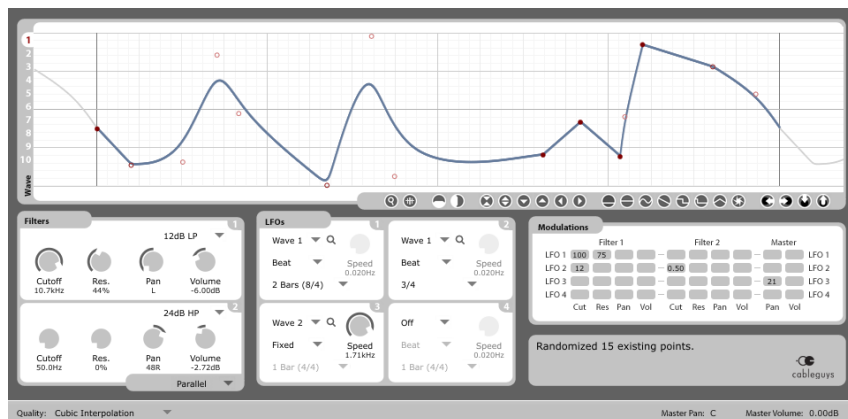 1
2
3
4
5
6
7
8
9
10
Wave
Filters
1
12dB LP
Cutoff Res. Pan Volume
10.7kHz 44% L -6.00dB
2
24dB HP
Cutoff Res. Pan Volume
50.0Hz 0% 48R -2.72dB
Parallel
LFOs
1
Wave 1
Beat Speed
0.020Hz
2 Bars (8/4)
2
Wave 1
Beat Speed
0.020Hz
3/4
3
Wave 2
Fixed Speed
1.71kHz
1 Bar (4/4)
4
Off
Beat Speed
0.020Hz
1 Bar (4/4)
Modulations
Filter 1 Filter 2 Master
LFO 1 100 75 LFO 1
LFO 2 12 0.50 LFO 2
LFO 3 21 LFO 3
LFO 4 LFO 4
Cut Res Pan Vol Cut Res Pan Vol Pan Vol
Randomized 15 existing points.
cableguys
Quality: Cubic Interpolation Master Pan: C Master Volume: 0.00dB